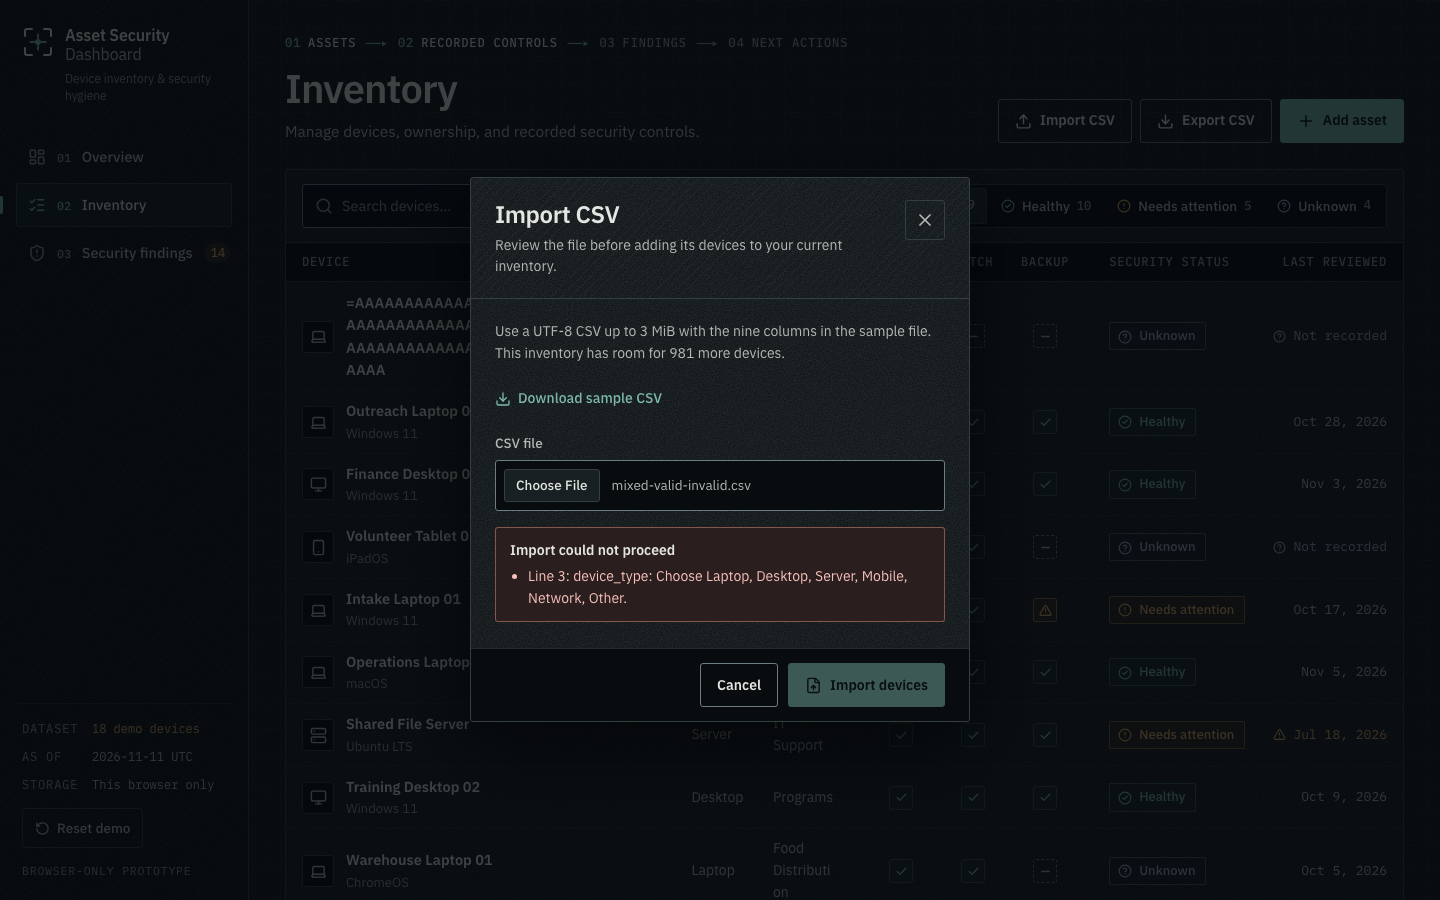 Asset Security
Dashboard
Device inventory & security
hygiene
01 Overview
02 Inventory
03 Security findings 14
DATASET 18 demo devices
AS OF 2026-11-11 UTC
STORAGE This browser only
Reset demo
BROWSER-ONLY PROTOTYPE
01 ASSETS → 02 RECORDED CONTROLS → 03 FINDINGS → 04 NEXT ACTIONS
Inventory
Manage devices, ownership, and recorded security controls.
Import CSV
Export CSV
Add asset
Search devices...
Healthy 10
Needs attention 5
Unknown 4
DEVICE
BACKUP
SECURITY STATUS
LAST REVIEWED
=AAAAAAAAAAAA
AAAAAAAAAAAAA
AAAAAAAAAAAAA
AAAA
Unknown
Not recorded
Outreach Laptop 0
Windows 11
Healthy
Oct 28, 2026
Finance Desktop 0
Windows 11
Healthy
Nov 3, 2026
Volunteer Tablet 0
iPadOS
Unknown
Not recorded
Intake Laptop 01
Windows 11
Needs attention
Oct 17, 2026
Operations Laptop
macOS
Healthy
Nov 5, 2026
Shared File Server
Ubuntu LTS
Server
IT
Support
Needs attention
Jul 18, 2026
Training Desktop 02
Windows 11
Desktop
Programs
Healthy
Oct 9, 2026
Warehouse Laptop 01
ChromeOS
Laptop
Food
Distributi
on
Unknown
Oct 5, 2026
Import CSV
Review the file before adding its devices to your current
inventory.
Use a UTF-8 CSV up to 3 MiB with the nine columns in the sample file.
This inventory has room for 981 more devices.
Download sample CSV
CSV file
Choose File mixed-valid-invalid.csv
Import could not proceed
• Line 3: device_type: Choose Laptop, Desktop, Server, Mobile,
Network, Other.
Cancel
Import devices